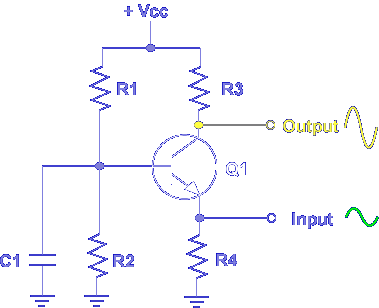 + Vcc
R1
R3
Output
Q1
Input
C1
R2
R4